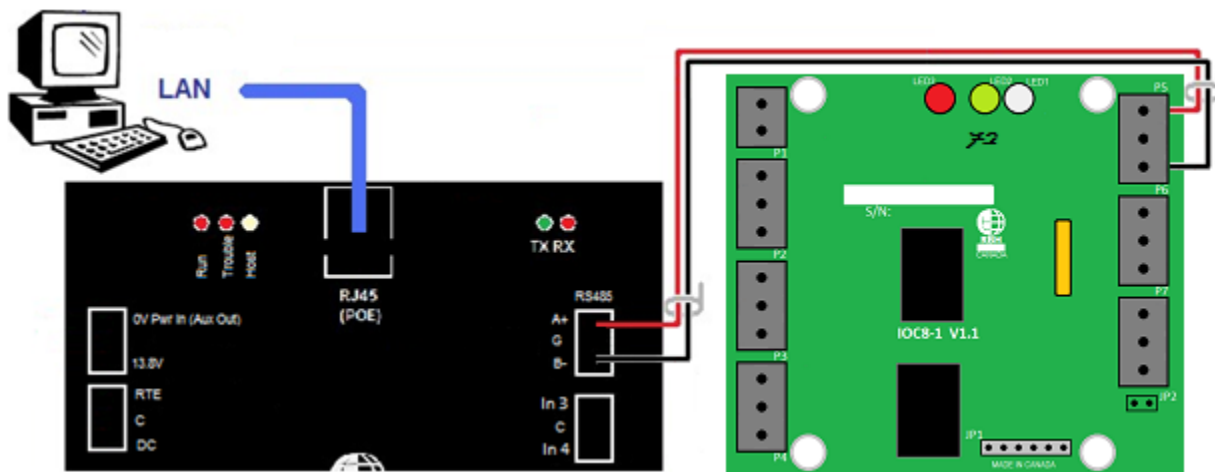 LAN
Run
Trouble
Host
RJ45
(POE)
TX RX
RS485
A+
G
B-
0V Pwr In (Aux Out)
13.8V
RTE
C
DC
In 3
C
In 4
LED3
LED2
LED1
P1
P2
P3
P4
S/N:
CANADA
IOC8-1 V1.1
JP1
MADE IN CANADA
P5
P6
P7
JP2